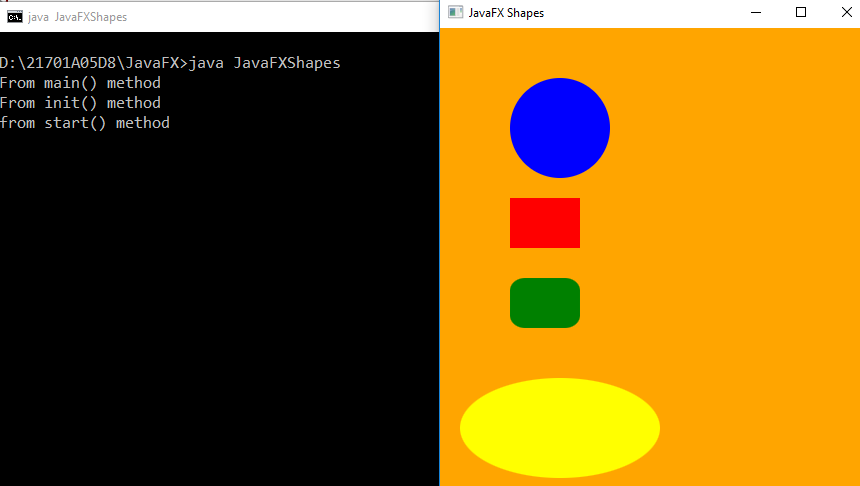 java JavaFXShapes
D:\21701A05D8\JavaFX>java JavaFXShapes
From main() method
From init() method
from start() method
JavaFX Shapes